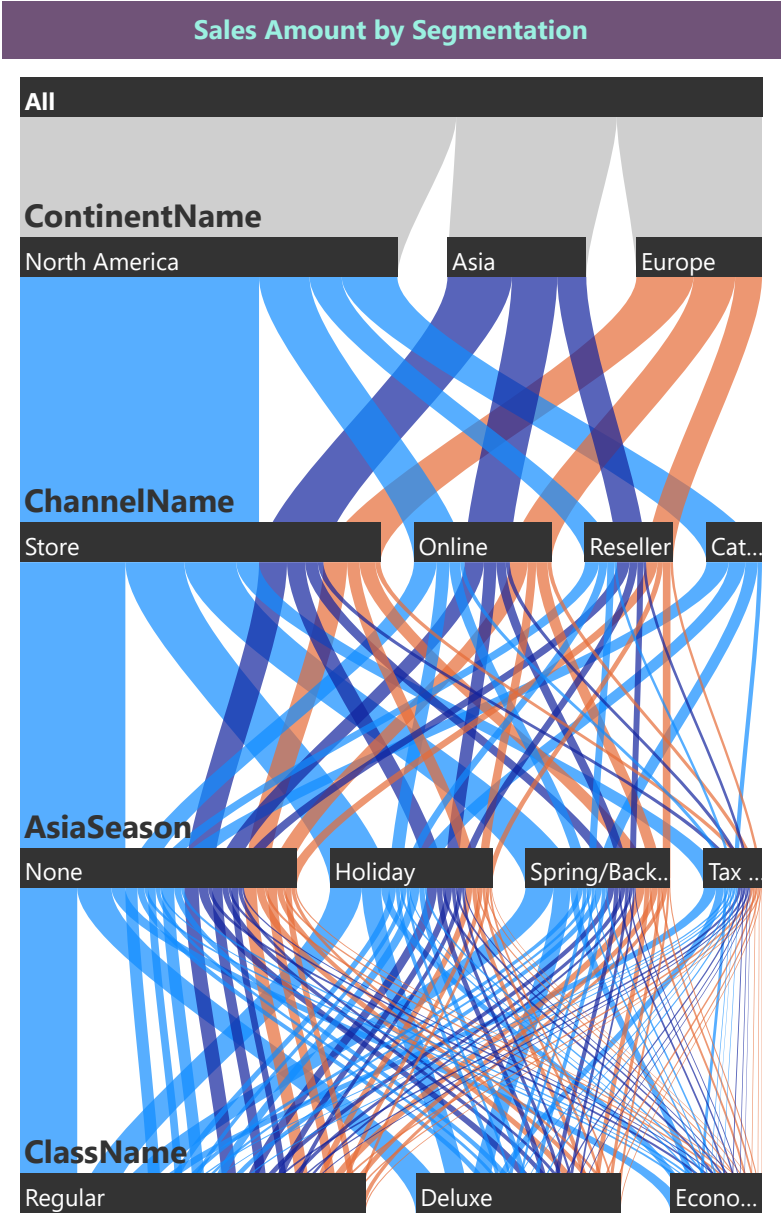 Sales Amount by Segmentation
All
ContinentName
North America Asia Europe
ChannelName
Store Online Reseller Cat...
AsiaSeason
None Holiday Spring/Back... Tax ...
ClassName
Regular Deluxe Econo...